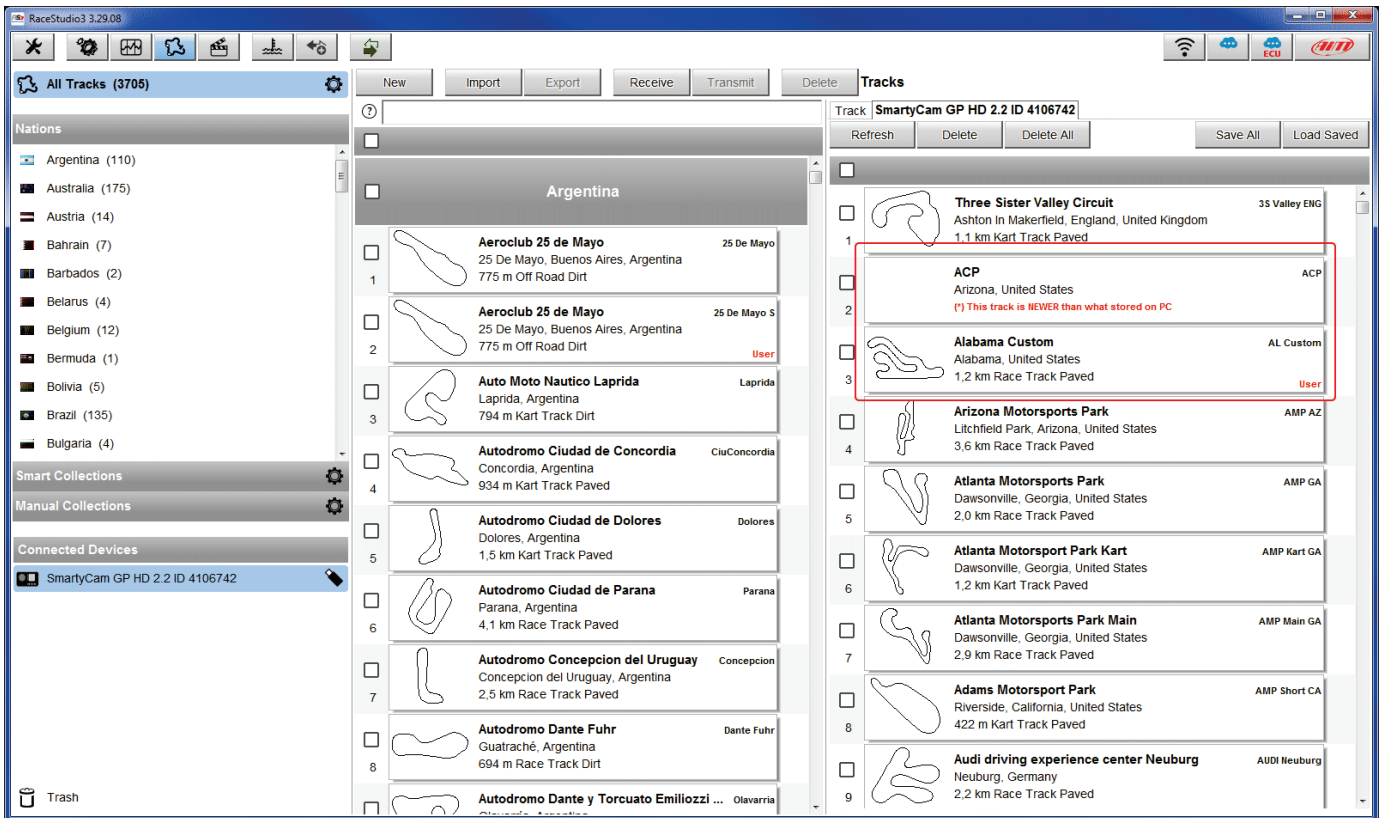 RaceStudio3 3.29.08
ECU
AiM
All Tracks (3705)
Nations
Argentina (110)
Australia (175)
Austria (14)
Bahrain (7)
Barbados (2)
Belarus (4)
Belgium (12)
Bermuda (1)
Bolivia (5)
Brazil (135)
Bulgaria (4)
Smart Collections
Manual Collections
Connected Devices
SmartyCam GP HD 2.2 ID 4106742
Trash
New Import Export Receive Transmit Delete
?
Argentina
Aeroclub 25 de Mayo 25 De Mayo
25 De Mayo, Buenos Aires, Argentina
1 775 m Off Road Dirt
Aeroclub 25 de Mayo 25 De Mayo S
25 De Mayo, Buenos Aires, Argentina
2 775 m Off Road Dirt User
Auto Moto Nautico Laprida Laprida
Laprida, Argentina
3 794 m Kart Track Dirt
Autodromo Ciudad de Concordia CiuConcordia
Concordia, Argentina
4 934 m Kart Track Paved
Autodromo Ciudad de Dolores Dolores
Dolores, Argentina
5 1,5 km Kart Track Paved
Autodromo Ciudad de Parana Parana
Parana, Argentina
6 4,1 km Race Track Paved
Autodromo Concepcion del Uruguay Concepcion
Concepcion del Uruguay, Argentina
7 2,5 km Race Track Paved
Autodromo Dante Fuhr Dante Fuhr
Guatraché, Argentina
8 694 m Race Track Dirt
Autodromo Dante y Torcuato Emiliozzi ... Olavarria
Tracks
Track SmartyCam GP HD 2.2 ID 4106742
Refresh Delete Delete All Save All Load Saved
Three Sister Valley Circuit 3S Valley ENG
Ashton In Makerfield, England, United Kingdom
1 1,1 km Kart Track Paved
ACP ACP
Arizona, United States
2 (*) This track is NEWER than what stored on PC
Alabama Custom AL Custom
Alabama, United States
3 1,2 km Race Track Paved User
Arizona Motorsports Park AMP AZ
Litchfield Park, Arizona, United States
4 3,6 km Race Track Paved
Atlanta Motorsports Park AMP GA
Dawsonville, Georgia, United States
5 2,0 km Race Track Paved
Atlanta Motorsport Park Kart AMP Kart GA
Dawsonville, Georgia, United States
6 1,2 km Kart Track Paved
Atlanta Motorsports Park Main AMP Main GA
Dawsonville, Georgia, United States
7 2,9 km Race Track Paved
Adams Motorsport Park AMP Short CA
Riverside, California, United States
8 422 m Kart Track Paved
Audi driving experience center Neuburg AUDI Neuburg
Neuburg, Germany
9 2,2 km Race Track Paved